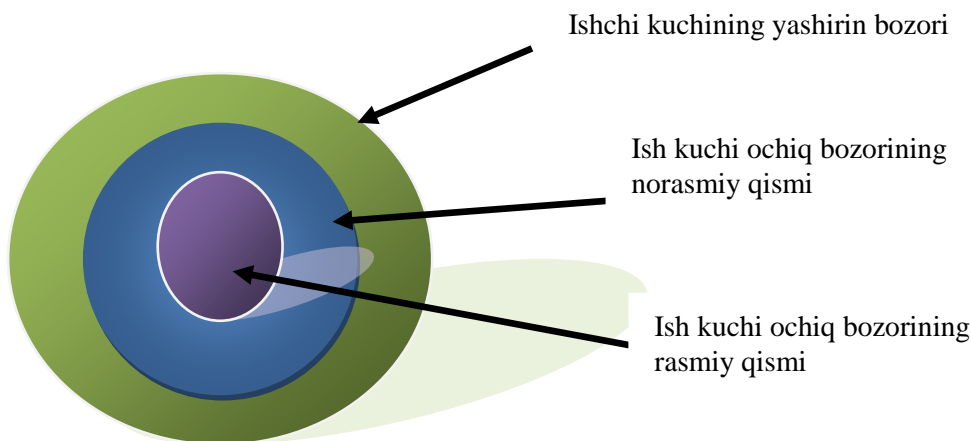 Ishchi kuchining yashirin bozori
Ish kuchi ochiq bozorining
norasmiy qismi
Ish kuchi ochiq bozorining
rasmiy qismi